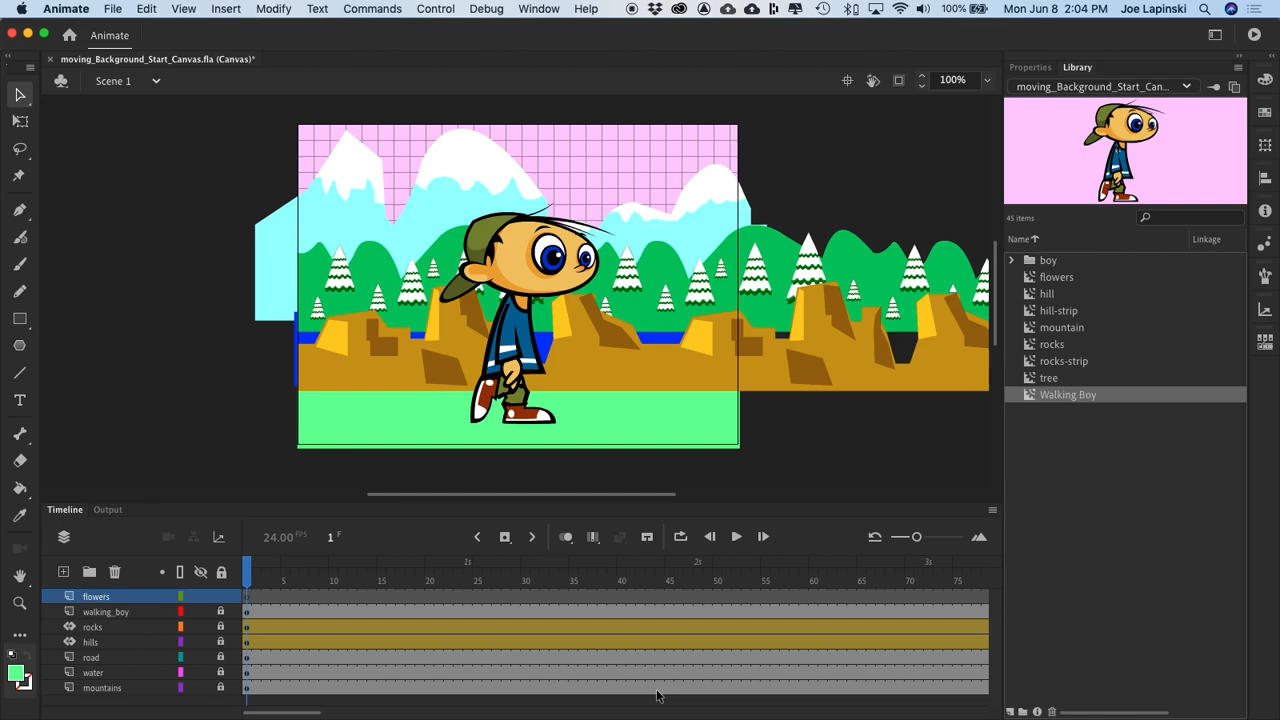 Animate File Edit View Insert Modify Text Commands Control Debug Window Help 100% Mon Jun 8 2:04 PM Joe Lapinski
Animate
× moving_Background_Start_Canvas.fla (Canvas)*
Scene 1
100%
Properties Library
moving_Background_Start_Can...
45 items
Name Linkage
boy
flowers
hill
hill-strip
mountain
rocks
rocks-strip
tree
Walking Boy
Timeline Output
24.00 FPS 1 F
1s 2s 3s
5 10 15 20 25 30 35 40 45 50 55 60 65 70 75
flowers
walking_boy
rocks
hills
road
water
mountains